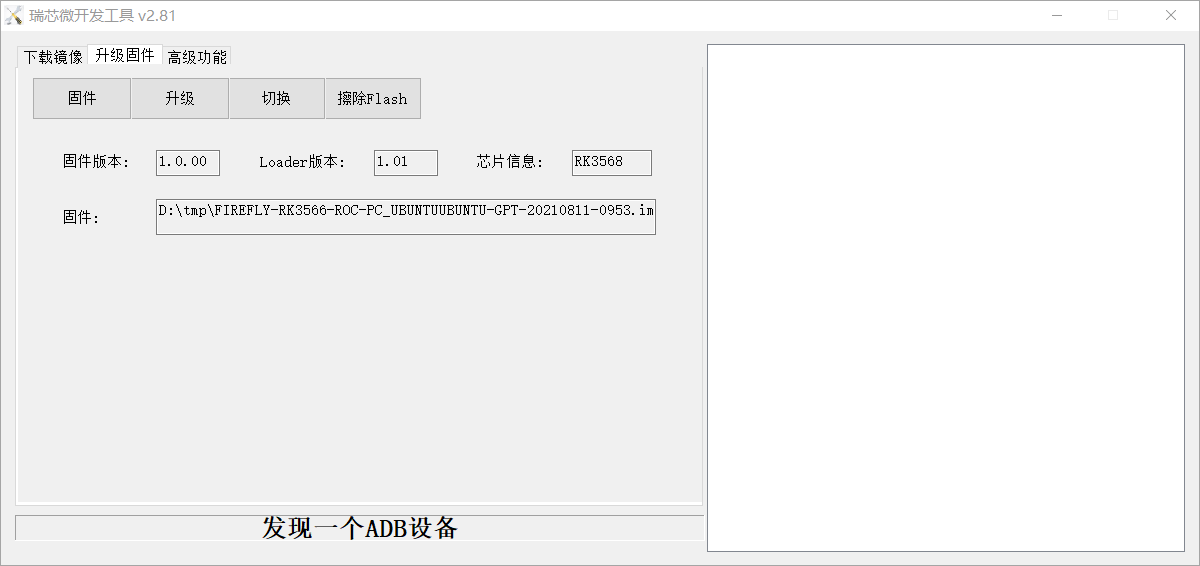 瑞芯微开发工具 v2.81
下载镜像 升级固件 高级功能
固件 升级 切换 擦除Flash
固件版本: 1.0.00 Loader版本: 1.01 芯片信息: RK3568
固件: D:\tmp\FIREFLY-RK3566-ROC-PC_UBUNTUUBUNTU-GPT-20210811-0953.im
发现一个ADB设备